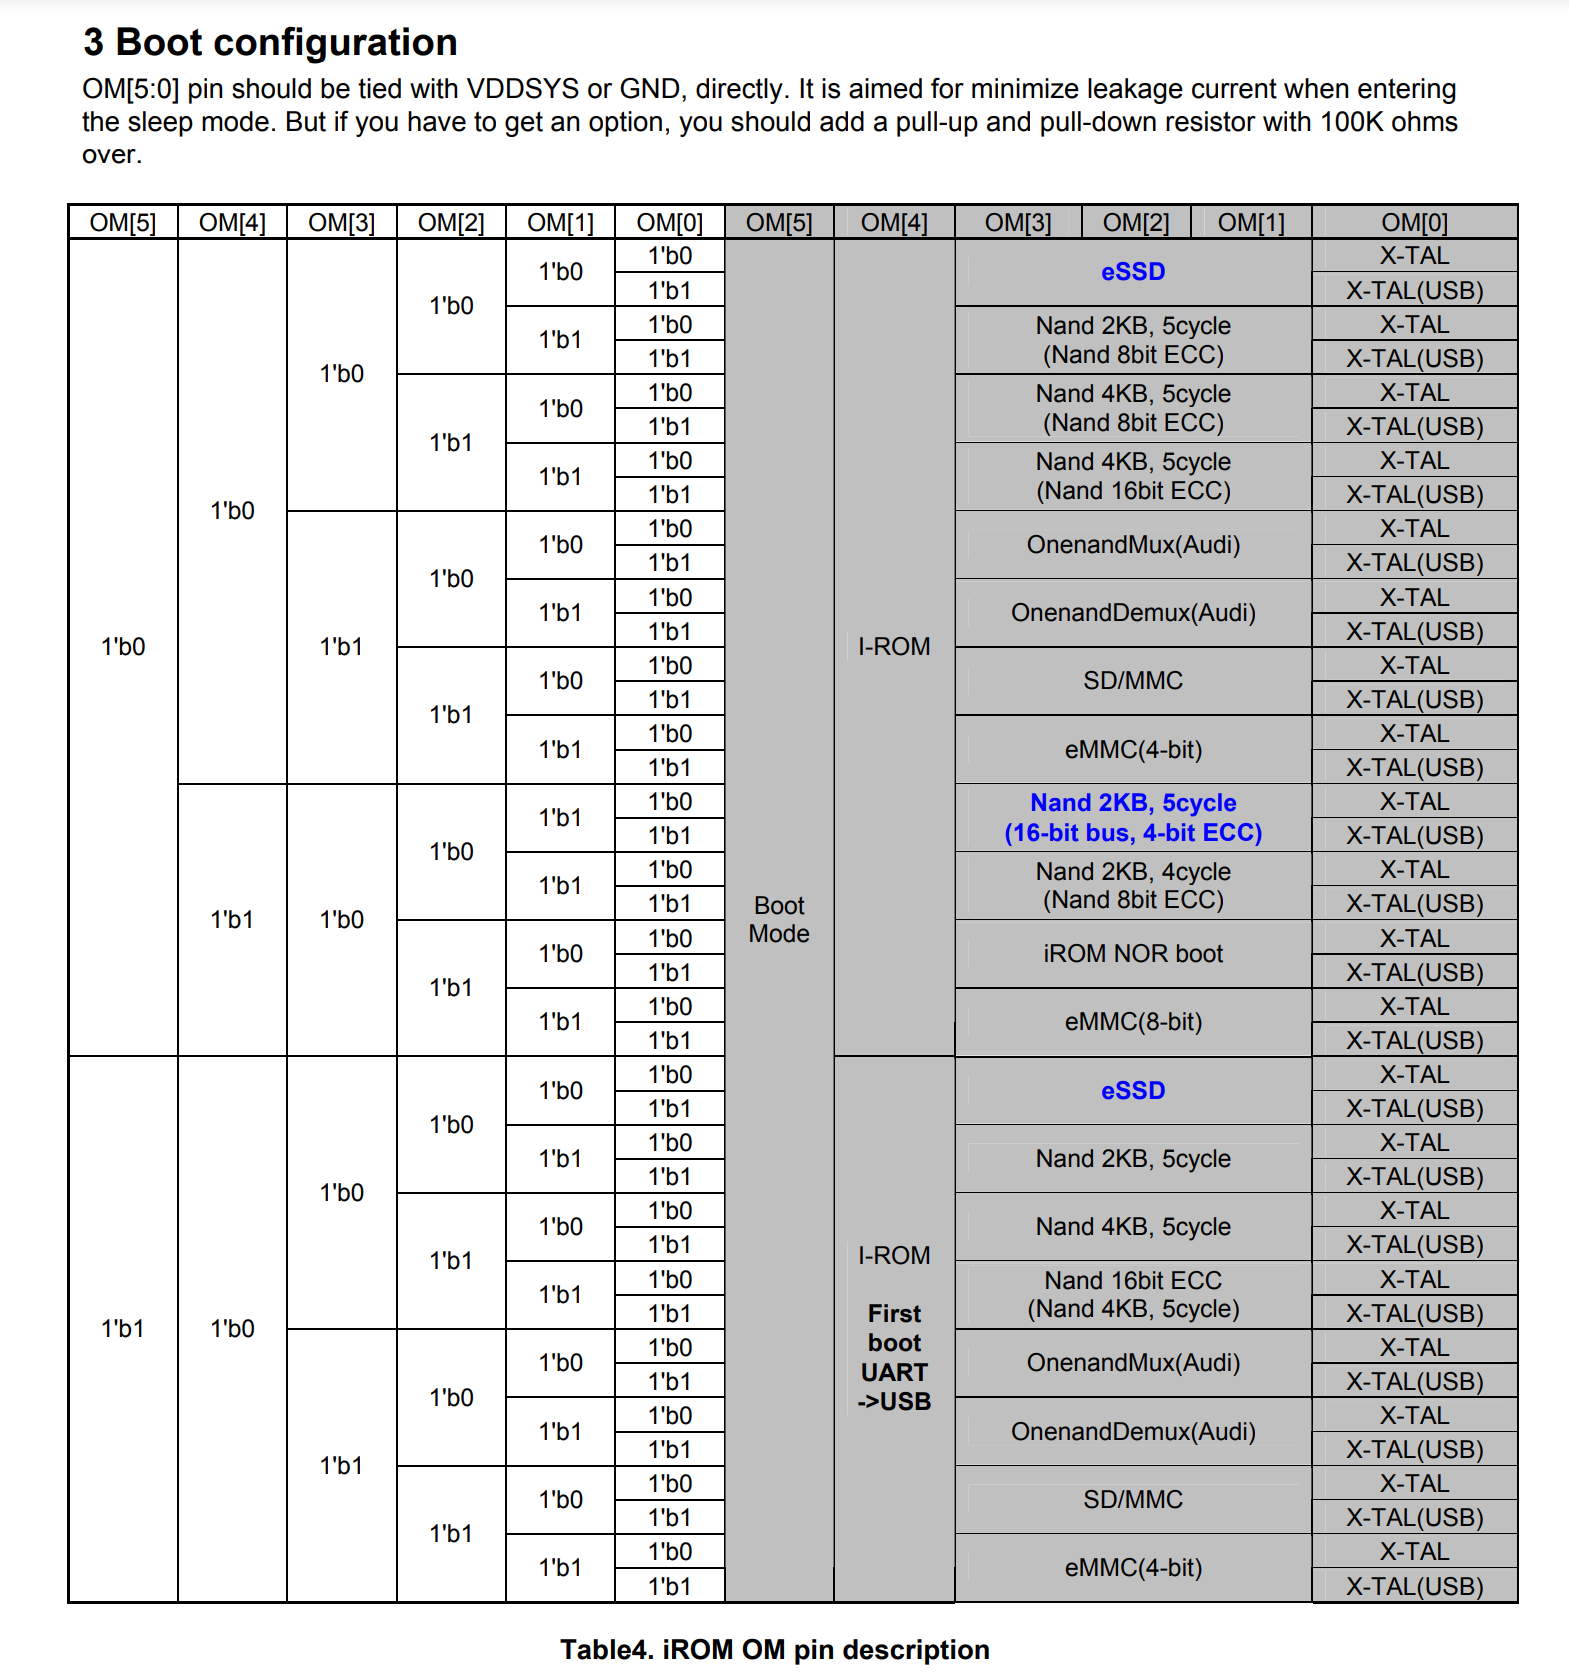 3 Boot configuration
OM[5:0] pin should be tied with VDDSYS or GND, directly. It is aimed for minimize leakage current when entering
the sleep mode. But if you have to get an option, you should add a pull-up and pull-down resistor with 100K ohms
over.
OM[5] OM[4] OM[3] OM[2] OM[1] OM[0] OM[5] OM[4] OM[3] OM[2] OM[1] OM[0]
1'b0 1'b0 1'b0 1'b0 1'b0 1'b0 Boot Mode I-ROM eSSD X-TAL
1'b1 X-TAL(USB)
1'b1 1'b0 Nand 2KB, 5cycle (Nand 8bit ECC) X-TAL
1'b1 X-TAL(USB)
1'b1 1'b0 1'b0 Nand 4KB, 5cycle (Nand 8bit ECC) X-TAL
1'b1 X-TAL(USB)
1'b1 1'b0 Nand 4KB, 5cycle (Nand 16bit ECC) X-TAL
1'b1 X-TAL(USB)
1'b1 1'b0 1'b0 1'b0 OnenandMux(Audi) X-TAL
1'b1 X-TAL(USB)
1'b1 1'b0 OnenandDemux(Audi) X-TAL
1'b1 X-TAL(USB)
1'b1 1'b0 1'b0 SD/MMC X-TAL
1'b1 X-TAL(USB)
1'b1 1'b0 eMMC(4-bit) X-TAL
1'b1 X-TAL(USB)
1'b1 1'b0 1'b0 1'b1 1'b0 Nand 2KB, 5cycle (16-bit bus, 4-bit ECC) X-TAL
1'b1 X-TAL(USB)
1'b1 1'b0 Nand 2KB, 4cycle (Nand 8bit ECC) X-TAL
1'b1 X-TAL(USB)
1'b1 1'b0 1'b0 iROM NOR boot X-TAL
1'b1 X-TAL(USB)
1'b1 1'b0 eMMC(8-bit) X-TAL
1'b1 X-TAL(USB)
1'b1 1'b0 1'b0 1'b0 1'b0 1'b0 I-ROM First boot UART ->USB eSSD X-TAL
1'b1 X-TAL(USB)
1'b1 1'b0 Nand 2KB, 5cycle X-TAL
1'b1 X-TAL(USB)
1'b1 1'b0 1'b0 Nand 4KB, 5cycle X-TAL
1'b1 X-TAL(USB)
1'b1 1'b0 Nand 16bit ECC (Nand 4KB, 5cycle) X-TAL
1'b1 X-TAL(USB)
1'b1 1'b0 1'b0 1'b0 OnenandMux(Audi) X-TAL
1'b1 X-TAL(USB)
1'b1 1'b0 OnenandDemux(Audi) X-TAL
1'b1 X-TAL(USB)
1'b1 1'b0 1'b0 SD/MMC X-TAL
1'b1 X-TAL(USB)
1'b1 1'b0 eMMC(4-bit) X-TAL
1'b1 X-TAL(USB)
Table4. iROM OM pin description